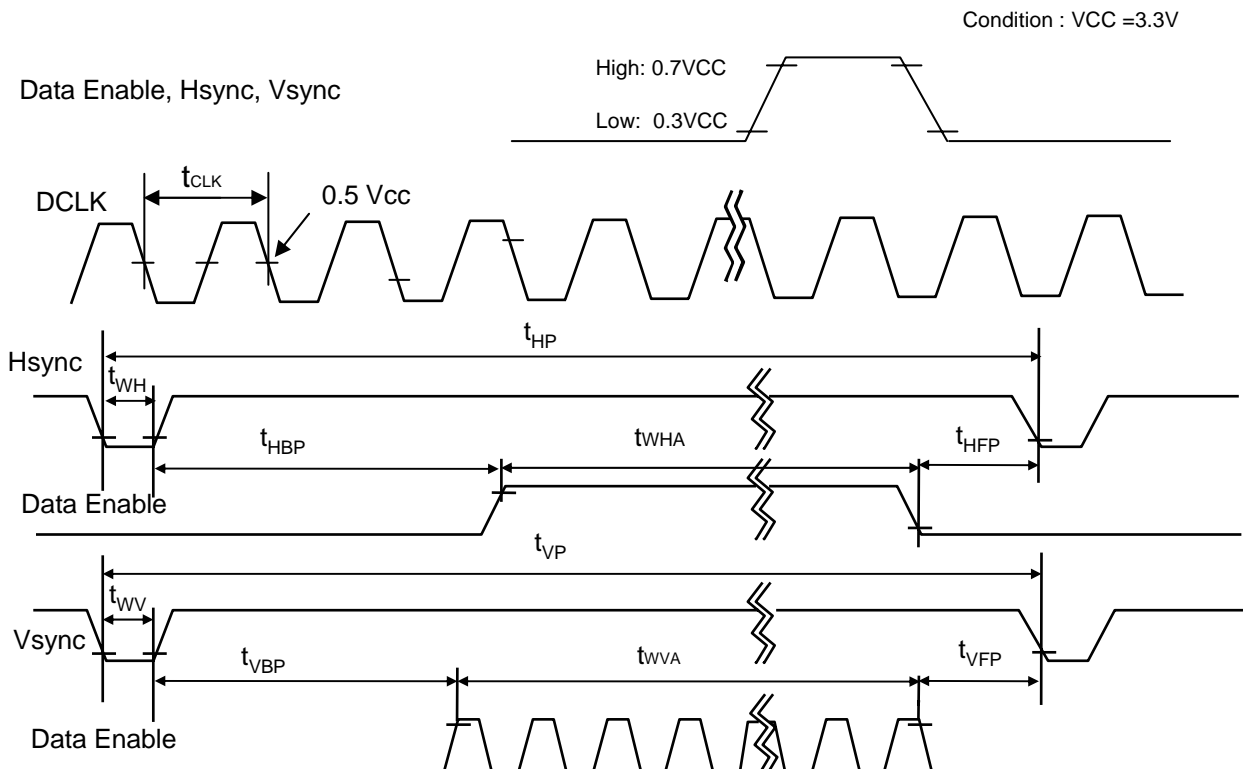 Condition : VCC =3.3V
High: 0.7VCC
Data Enable, Hsync, Vsync
Low: 0.3VCC
tCLK
0.5 Vcc
DCLK
tHP
Hsync
tWH
tHBP
tWHA
tHFP
Data Enable
tVP
tWV
Vsync
tVBP
tWVA
tVFP
Data Enable